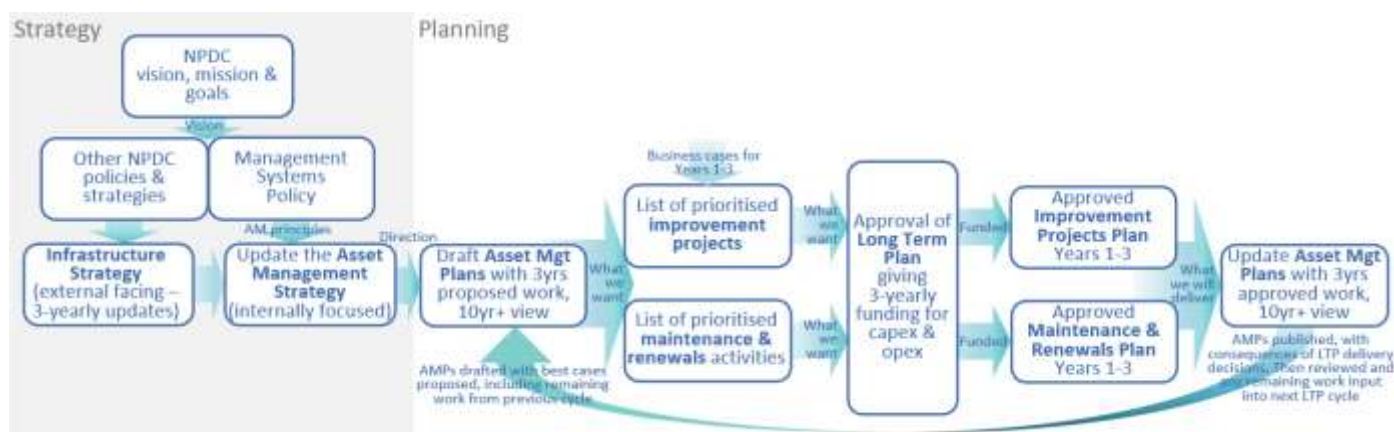 Strategy
Planning
NPDC
vision, mission &
goals
Vision
Other NPDC
policies &
strategies
Management
Systems
Policy
AM principles
Infrastructure
Strategy
(external facing –
3-yearly updates)
Update the Asset
Management
Strategy
(internally focused)
Direction
Draft Asset Mgt
Plans with 3yrs
proposed work,
10yr+ view
AMPs drafted with best cases
proposed, including remaining
work from previous cycle
What
we
want
Business cases for
Years 1-3
List of prioritised
improvement
projects
List of prioritised
maintenance &
renewals activities
What
we
want
What
we
want
Approval of
Long Term
Plan
giving
3-yearly
funding for
capex &
opex
Funded
Funded
Approved
Improvement
Projects Plan
Years 1-3
Approved
Maintenance &
Renewals Plan
Years 1-3
What
we will
deliver
Update Asset Mgt
Plans with 3yrs
approved work,
10yr+ view
AMPs published, with
consequences of LTP delivery
decisions. Then reviewed and
any remaining work input
into next LTP cycle